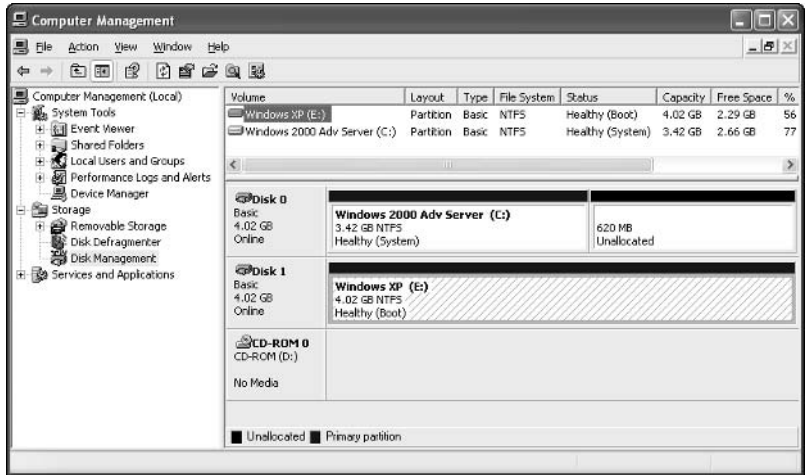 Computer Management
File Action View Window Help
Computer Management (Local)
System Tools
Event Viewer
Shared Folders
Local Users and Groups
Performance Logs and Alerts
Device Manager
Storage
Removable Storage
Disk Defragmenter
Disk Management
Services and Applications
Volume Layout Type File System Status Capacity Free Space %
Windows XP (E:) Partition Basic NTFS Healthy (Boot) 4.02 GB 2.29 GB 56
Windows 2000 Adv Server (C:) Partition Basic NTFS Healthy (System) 3.42 GB 2.66 GB 77
Disk 0
Basic
4.02 GB
Online
Windows 2000 Adv Server (C:)
3.42 GB NTFS
Healthy (System)
620 MB
Unallocated
Disk 1
Basic
4.02 GB
Online
Windows XP (E:)
4.02 GB NTFS
Healthy (Boot)
CD-ROM 0
CD-ROM (D:)
No Media
Unallocated Primary partition